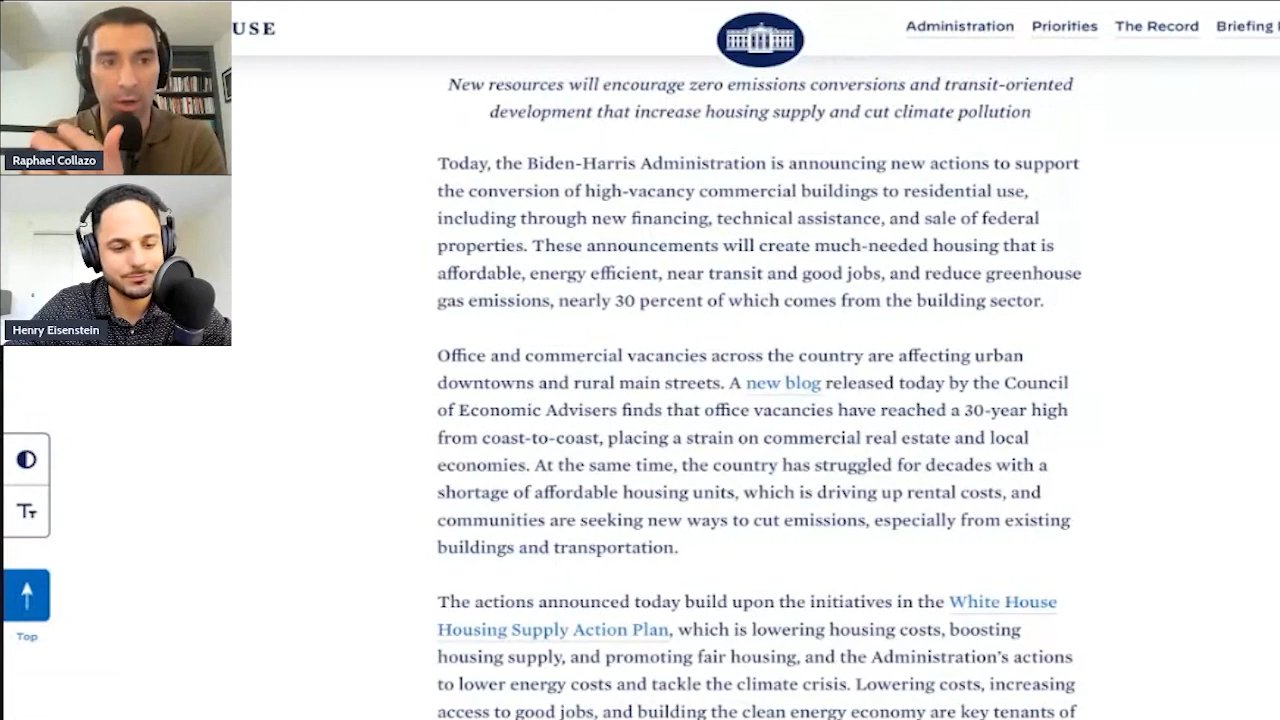 USE
Administration
Priorities
The Record
Briefing
New resources will encourage zero emissions conversions and transit-oriented
development that increase housing supply and cut climate pollution
Raphael Collazo
Henry Eisenstein
Today, the Biden-Harris Administration is announcing new actions to support
the conversion of high-vacancy commercial buildings to residential use,
including through new financing, technical assistance, and sale of federal
properties. These announcements will create much-needed housing that is
affordable, energy efficient, near transit and good jobs, and reduce greenhouse
gas emissions, nearly 30 percent of which comes from the building sector.
Office and commercial vacancies across the country are affecting urban
downtowns and rural main streets. A new blog released today by the Council
of Economic Advisers finds that office vacancies have reached a 30-year high
from coast-to-coast, placing a strain on commercial real estate and local
economies. At the same time, the country has struggled for decades with a
shortage of affordable housing units, which is driving up rental costs, and
communities are seeking new ways to cut emissions, especially from existing
buildings and transportation.
The actions announced today build upon the initiatives in the White House
Housing Supply Action Plan, which is lowering housing costs, boosting
housing supply, and promoting fair housing, and the Administration's actions
to lower energy costs and tackle the climate crisis. Lowering costs, increasing
access to good jobs, and building the clean energy economy are key tenants of
TT
Top